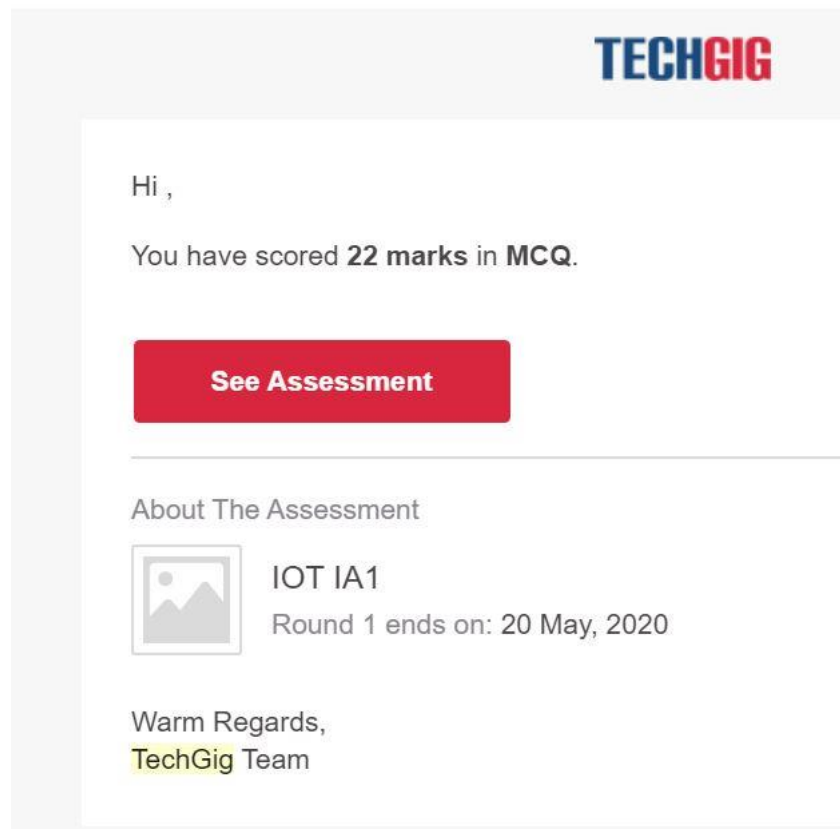 TECHGIG
Hi ,
You have scored 22 marks in MCQ.
See Assessment
About The Assessment
IOT IA1
Round 1 ends on: 20 May, 2020
Warm Regards,
TechGig Team